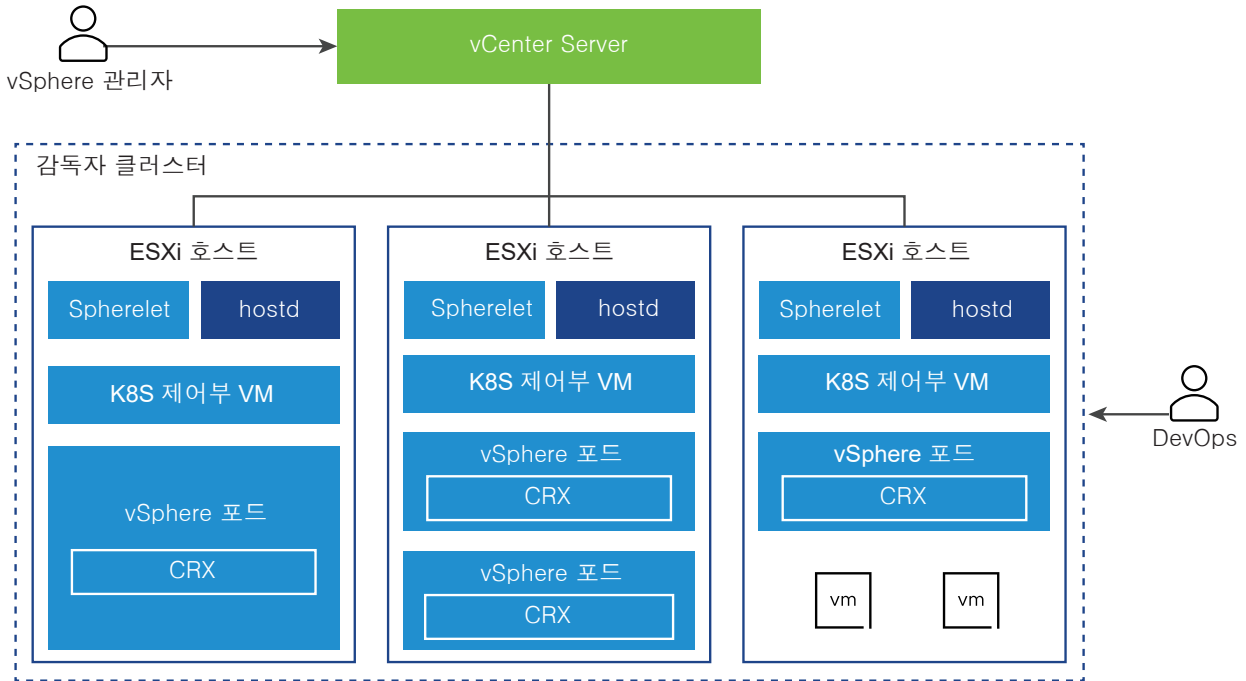 vSphere 관리자
vCenter Server
감독자 클러스터
ESXi 호스트
Spherelet
hostd
K8S 제어부 VM
vSphere 포드
CRX
ESXi 호스트
Spherelet
hostd
K8S 제어부 VM
vSphere 포드
CRX
vSphere 포드
CRX
ESXi 호스트
Spherelet
hostd
K8S 제어부 VM
vSphere 포드
CRX
vm
vm
DevOps